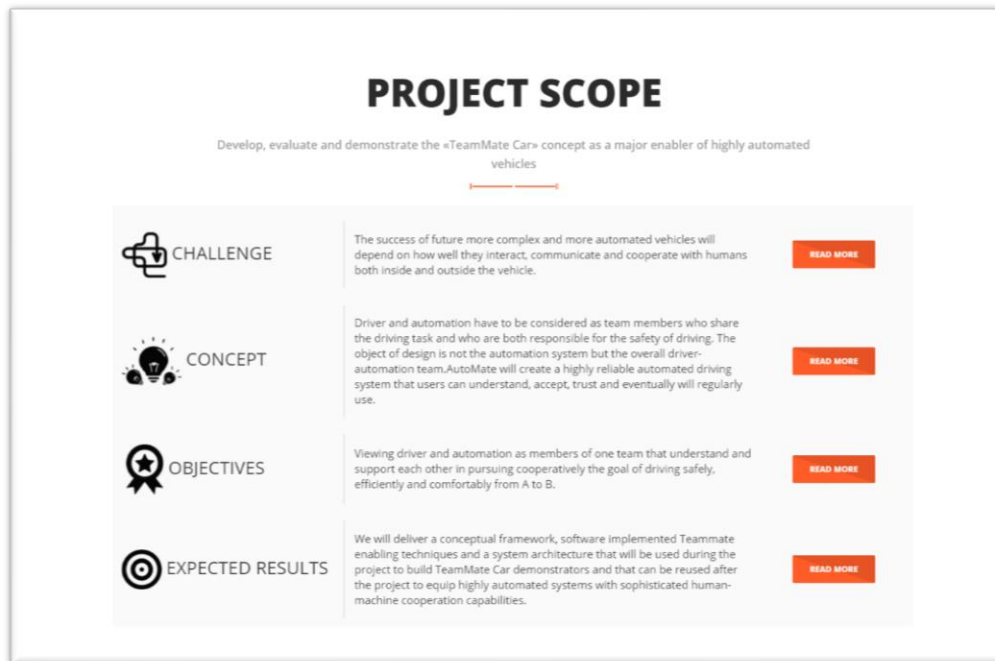 PROJECT SCOPE
Develop, evaluate and demonstrate the «TeamMate Car» concept as a major enabler of highly automated
vehicles
CHALLENGE
The success of future more complex and more automated vehicles will
depend on how well they interact, communicate and cooperate with humans
both inside and outside the vehicle.
READ MORE
CONCEPT
Driver and automation have to be considered as team members who share
the driving task and who are both responsible for the safety of driving. The
object of design is not the automation system but the overall driver-
automation team.AutoMate will create a highly reliable automated driving
system that users can understand, accept, trust and eventually will regularly
use.
READ MORE
OBJECTIVES
Viewing driver and automation as members of one team that understand and
support each other in pursuing cooperatively the goal of driving safely,
efficiently and comfortably from A to B.
READ MORE
EXPECTED RESULTS
We will deliver a conceptual framework, software implemented Teammate
enabling techniques and a system architecture that will be used during the
project to build TeamMate Car demonstrators and that can be reused after
the project to equip highly automated systems with sophisticated human-
machine cooperation capabilities.
READ MORE